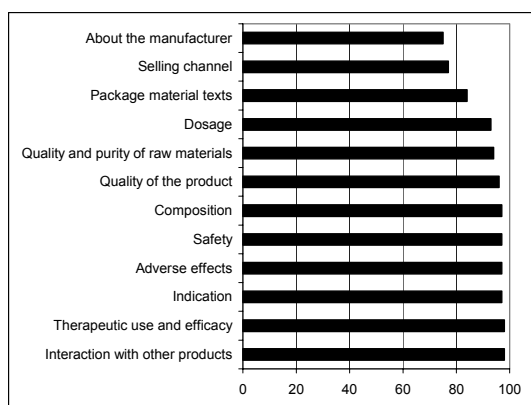 About the manufacturer
Selling channel
Package material texts
Dosage
Quality and purity of raw materials
Quality of the product
Composition
Safety
Adverse effects
Indication
Therapeutic use and efficacy
Interaction with other products
0 20 40 60 80 100